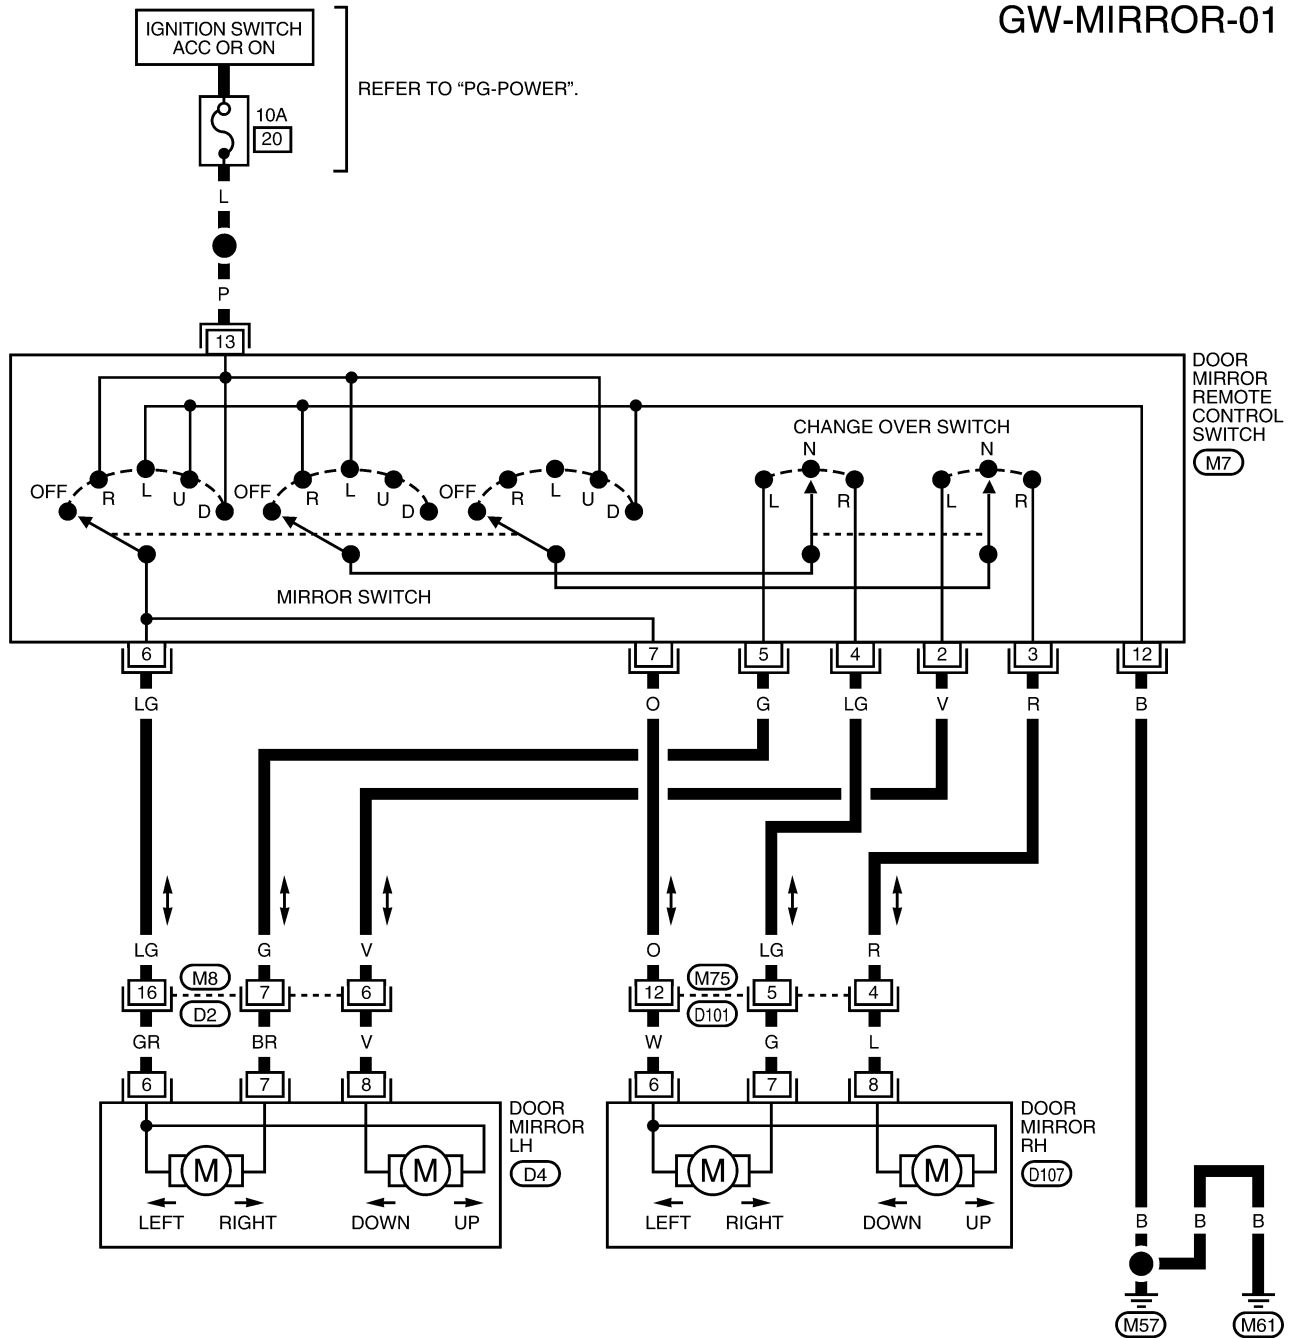 GW-MIRROR-01
IGNITION SWITCH
ACC OR ON
REFER TO “PG-POWER”.
10A
20
L
P
13
DOOR
MIRROR
REMOTE
CONTROL
SWITCH
M7
CHANGE OVER SWITCH
N N
OFF R L U D OFF R L U D OFF R L U D L R L R
MIRROR SWITCH
6 7 5 4 2 3 12
LG O G LG V R B
LG G V O LG R
M8 M75
16 7 6 12 5 4
D2 D101
GR BR V W G L
6 7 8 6 7 8
DOOR
MIRROR
LH
D4
DOOR
MIRROR
RH
D107
M M M M
LEFT RIGHT DOWN UP LEFT RIGHT DOWN UP
B B B
M57 M61